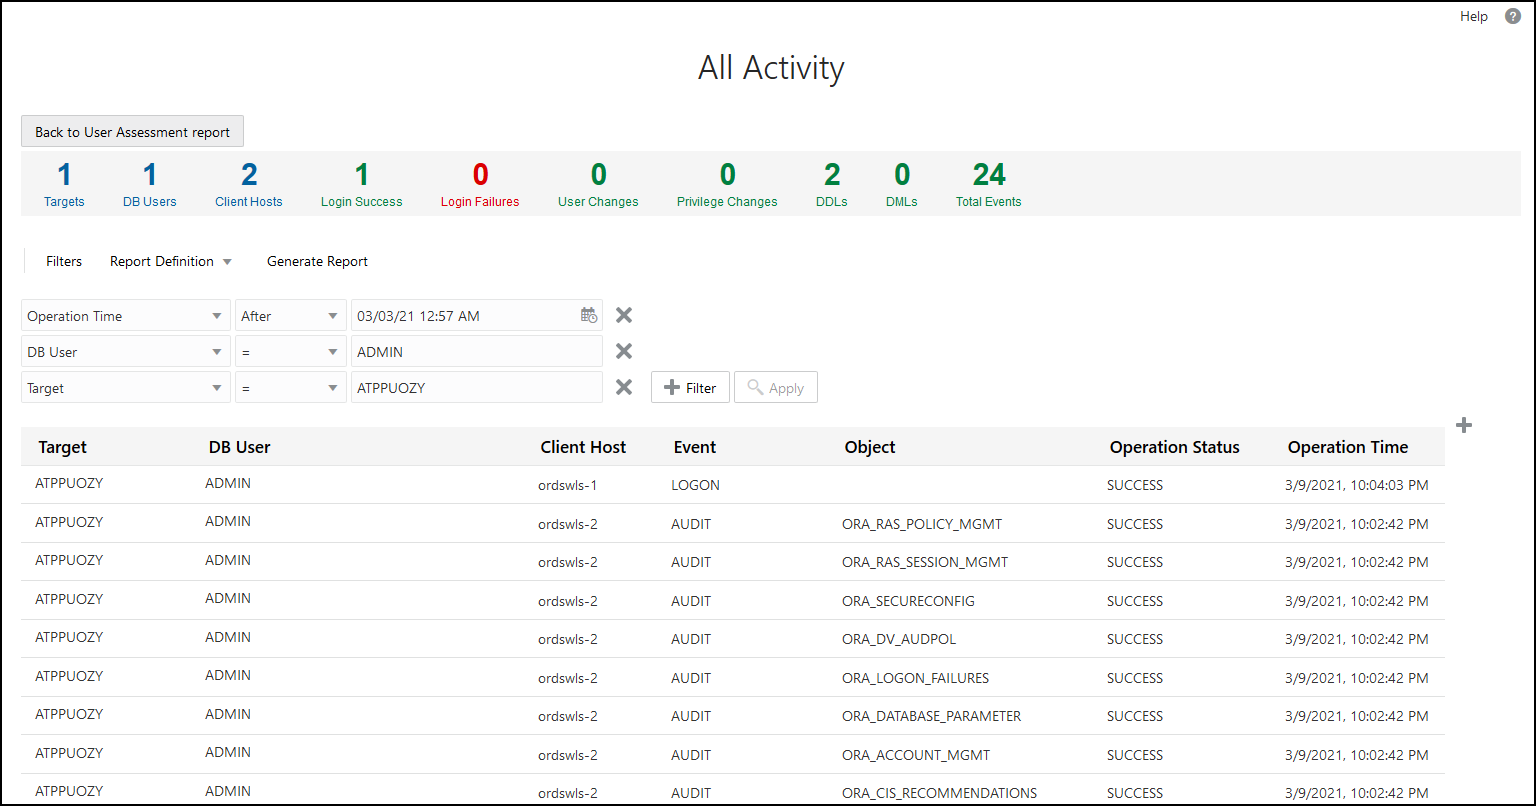 Help ?
All Activity
Back to User Assessment report
1 1 2 1 0 0 0 2 0 24
Targets DB Users Client Hosts Login Success Login Failures User Changes Privilege Changes DDLs DMLs Total Events
Filters Report Definition Generate Report
Operation Time After 03/03/21 12:57 AM
DB User = ADMIN
Target = ATPPUOZY Filter Apply
Target DB User Client Host Event Object Operation Status Operation Time
ATPPUOZY ADMIN ordswls-1 LOGON SUCCESS 3/9/2021, 10:04:03 PM
ATPPUOZY ADMIN ordswls-2 AUDIT ORA_RAS_POLICY_MGMT SUCCESS 3/9/2021, 10:02:42 PM
ATPPUOZY ADMIN ordswls-2 AUDIT ORA_RAS_SESSION_MGMT SUCCESS 3/9/2021, 10:02:42 PM
ATPPUOZY ADMIN ordswls-2 AUDIT ORA_SECURECONFIG SUCCESS 3/9/2021, 10:02:42 PM
ATPPUOZY ADMIN ordswls-2 AUDIT ORA_DV_AUDPOL SUCCESS 3/9/2021, 10:02:42 PM
ATPPUOZY ADMIN ordswls-2 AUDIT ORA_LOGON_FAILURES SUCCESS 3/9/2021, 10:02:42 PM
ATPPUOZY ADMIN ordswls-2 AUDIT ORA_DATABASE_PARAMETER SUCCESS 3/9/2021, 10:02:42 PM
ATPPUOZY ADMIN ordswls-2 AUDIT ORA_ACCOUNT_MGMT SUCCESS 3/9/2021, 10:02:42 PM
ATPPUOZY ADMIN ordswls-2 AUDIT ORA_CIS_RECOMMENDATIONS SUCCESS 3/9/2021, 10:02:42 PM